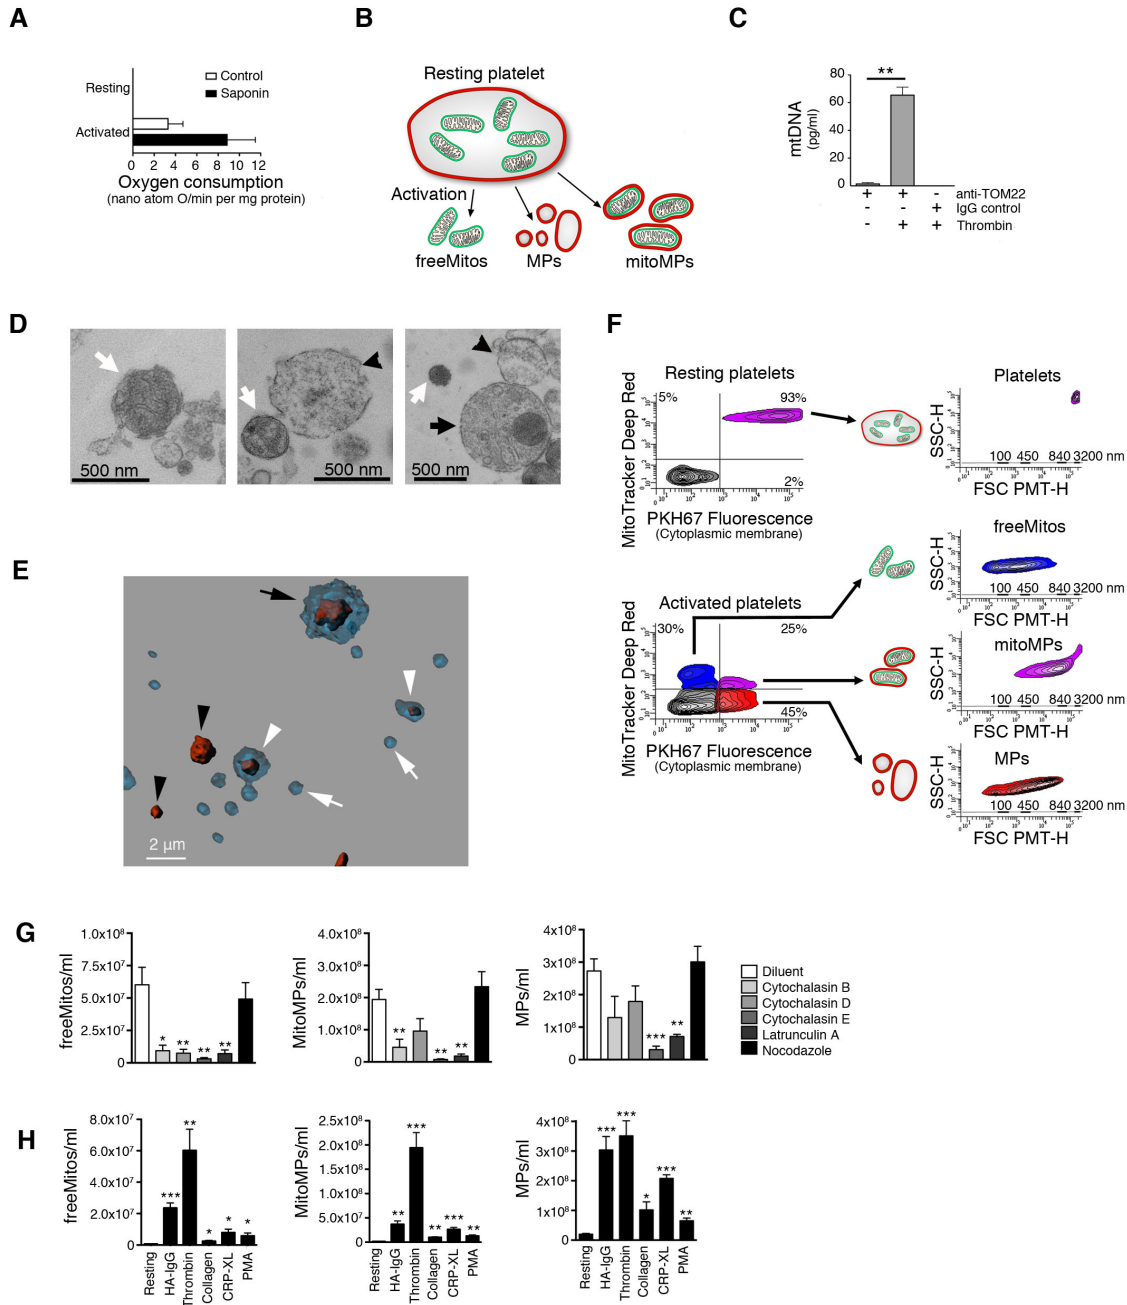 A
B
C
Control
Saponin
Resting
Activated
0 2 4 6 8 10 12
Oxygen consumption
(nano atom O/min per mg protein)
Resting platelet
Activation
freeMitos
MPs
mitoMPs
**
80
60
40
20
0
mtDNA
(pg/ml)
+ + - anti-TOM22
- - + IgG control
- + + Thrombin
D
500 nm
500 nm
500 nm
E
2 µm
F
Resting platelets
5%
93%
2%
MitoTracker Deep Red
PKH67 Fluorescence
(Cytoplasmic membrane)
Platelets
SSC-H
100 450 840 3200 nm
FSC PMT-H
freeMitos
SSC-H
100 450 840 3200 nm
FSC PMT-H
Activated platelets
30%
25%
45%
MitoTracker Deep Red
PKH67 Fluorescence
(Cytoplasmic membrane)
mitoMPs
SSC-H
100 450 840 3200 nm
FSC PMT-H
MPs
SSC-H
100 450 840 3200 nm
FSC PMT-H
G
freeMitos/ml
1.0x10⁸
7.5x10⁷
5.0x10⁷
2.5x10⁷
0
* ** ** **
MitoMPs/ml
4.0x10⁸
3.0x10⁸
2.0x10⁸
1.0x10⁸
0
** ** **
MPs/ml
4x10⁸
3x10⁸
2x10⁸
1x10⁸
0
*** **
Diluent
Cytochalasin B
Cytochalasin D
Cytochalasin E
Latrunculin A
Nocodazole
H
freeMitos/ml
8.0x10⁷
6.0x10⁷
4.0x10⁷
2.0x10⁷
0
*** ** * * *
Resting HA-IgG Thrombin Collagen CRP-XL PMA
MitoMPs/ml
2.5x10⁸
2.0x10⁸
1.5x10⁸
1.0x10⁸
5.0x10⁷
0
** *** ** *** **
Resting HA-IgG Thrombin Collagen CRP-XL PMA
MPs/ml
4x10⁸
3x10⁸
2x10⁸
1x10⁸
0
*** *** * *** **
Resting HA-IgG Thrombin Collagen CRP-XL PMA